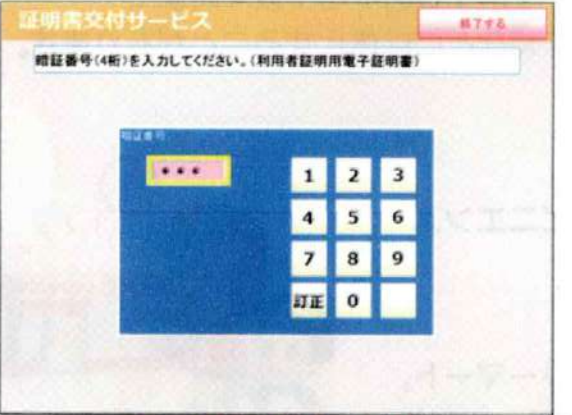 証明書交付サービス
終了する
暗証番号(4桁)を入力してください。(利用者証明用電子証明書)
暗証番号
1 2 3
4 5 6
7 8 9
訂正 0